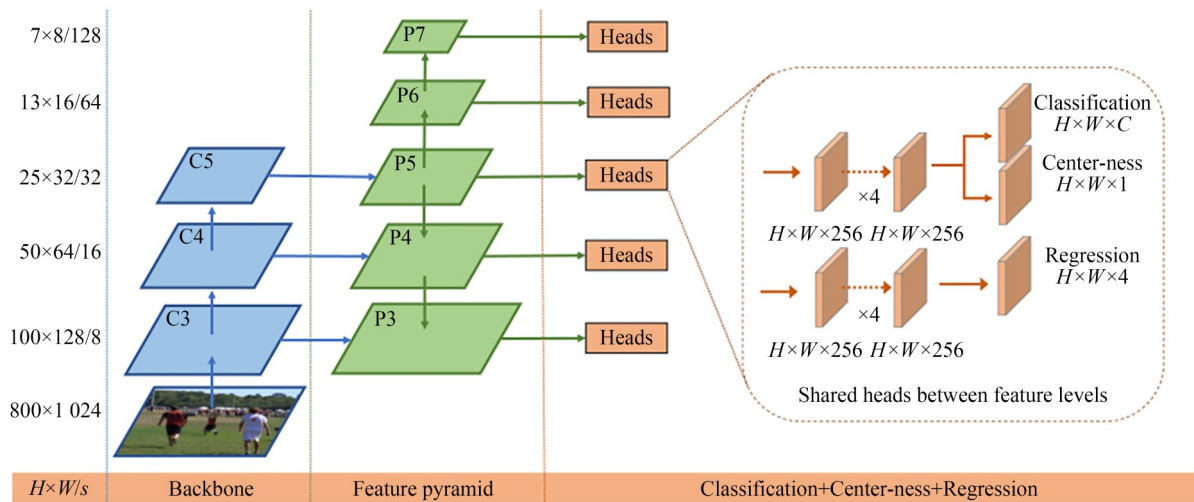 7×8/128
P7
Heads
13×16/64
P6
Heads
25×32/32
C5
P5
Heads
50×64/16
C4
P4
Heads
100×128/8
C3
P3
Heads
800×1 024
Classification
H×W×C
Center-ness
H×W×1
×4
H×W×256 H×W×256
Regression
H×W×4
×4
H×W×256 H×W×256
Shared heads between feature levels
H×W/s
Backbone
Feature pyramid
Classification+Center-ness+Regression